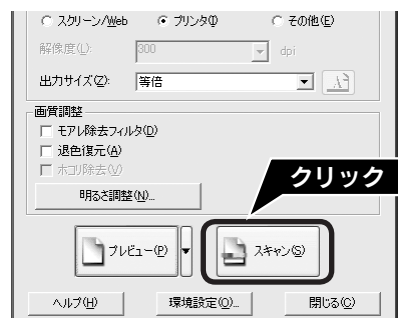 スクリーン/Web プリンタ(I) その他(E)
解像度(L): 300 dpi
出力サイズ(Z): 等倍
画質調整
モアレ除去フィルタ(D)
退色復元(A)
ホコリ除去(V)
明るさ調整(N)...
クリック
プレビュー(P) スキャン(S)
ヘルプ(H) 環境設定(O)... 閉じる(C)